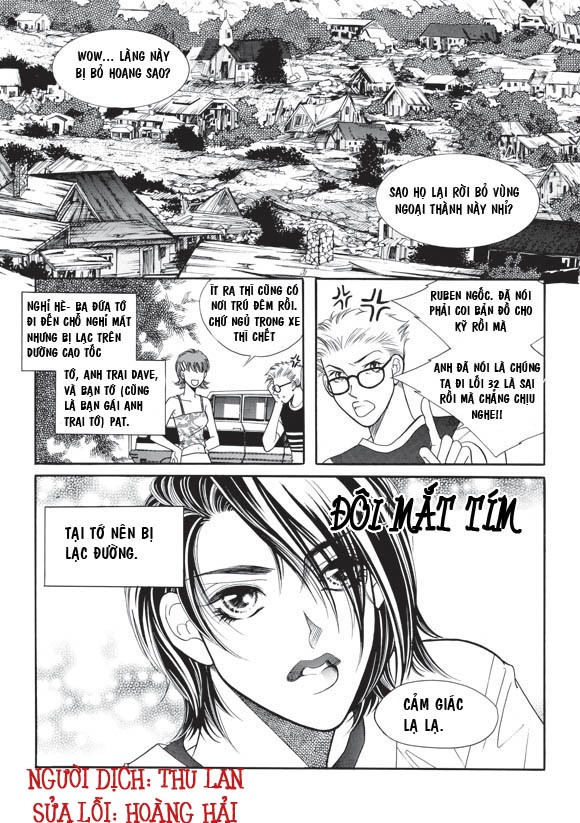 WOW... LÀNG NÀY
BỊ BỎ HOANG SAO?
SAO HỌ LẠI RỜI BỎ VÙNG
NGOẠI THÀNH NÀY NHỈ?
NGHỈ HÈ- BA ĐỨA TỚ
ĐI ĐẾN CHỖ NGHỈ MÁT
NHƯNG BỊ LẠC TRÊN
DƯỜNG CAO TỐC
TỚ, ANH TRAI DAVE,
VÀ BẠN TỚ (CŨNG
LÀ BẠN GÁI ANH
TRAI TỚ) PAT.
ÍT RA THÌ CŨNG CÓ
NƠI TRÚ ĐÊM RỒI.
CHỨ NGỦ TRONG XE
THÌ CHẾT
RUBEN NGỐC. ĐÃ NÓI
PHẢI COI BẢN ĐỒ CHO
KỸ RỒI MÀ
ANH ĐÃ NÓI LÀ CHÚNG
TA ĐI LỐI 32 LÀ SAI
RỒI MÀ CHẲNG CHỊU
NGHE!!
ĐÔI MẮT TÍM
TẠI TỚ NÊN BỊ
LẠC ĐƯỜNG.
CẢM GIÁC
LẠ LẠ.
NGƯỜI DỊCH: THU LAN
SỬA LỖI: HOÀNG HẢI